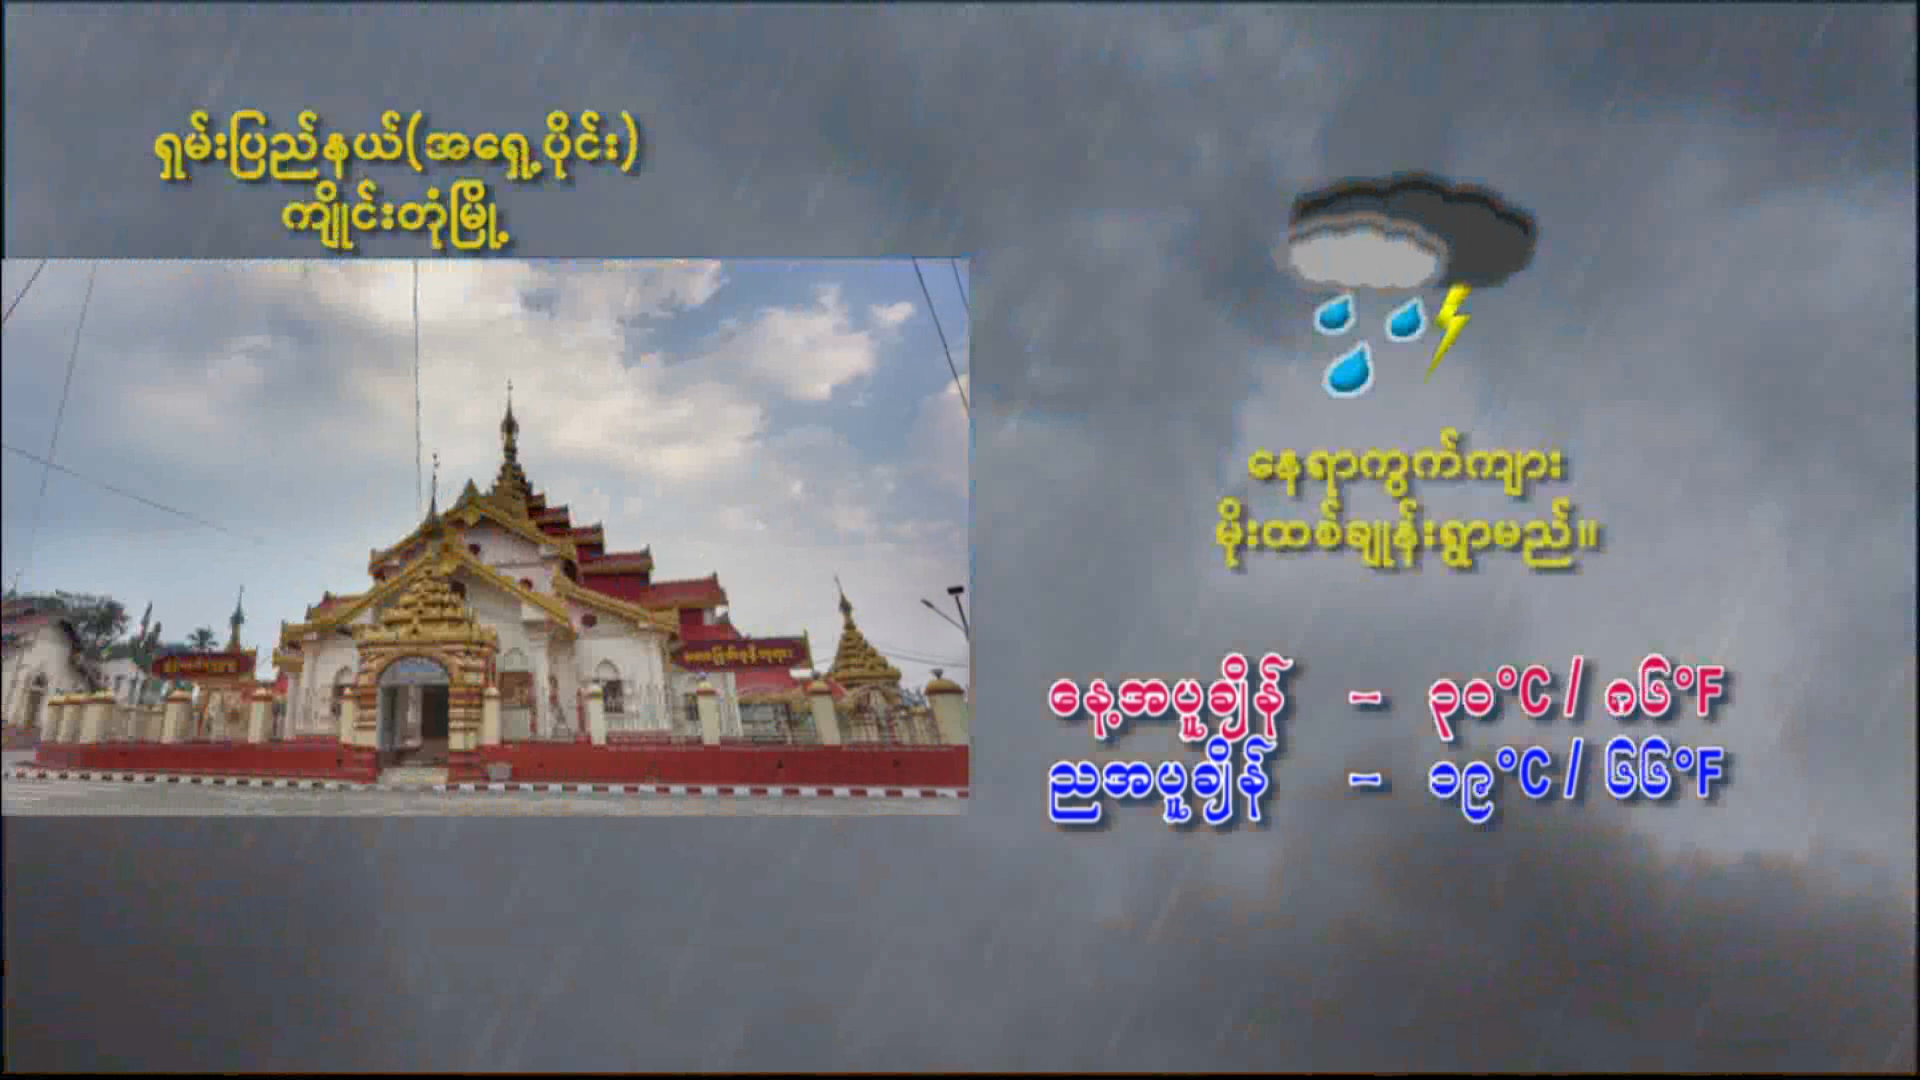 ရှမ်းပြည်နယ်(အရှေ့ပိုင်း)
ကျိုင်းတုံမြို့
နေရာကွက်ကျား
မိုးထစ်ချုန်းရွာမည်။
နေ့အပူချိန် - ၃၀°C / ၈၆°F
ညအပူချိန် - ၁၉°C / ၆၆°F